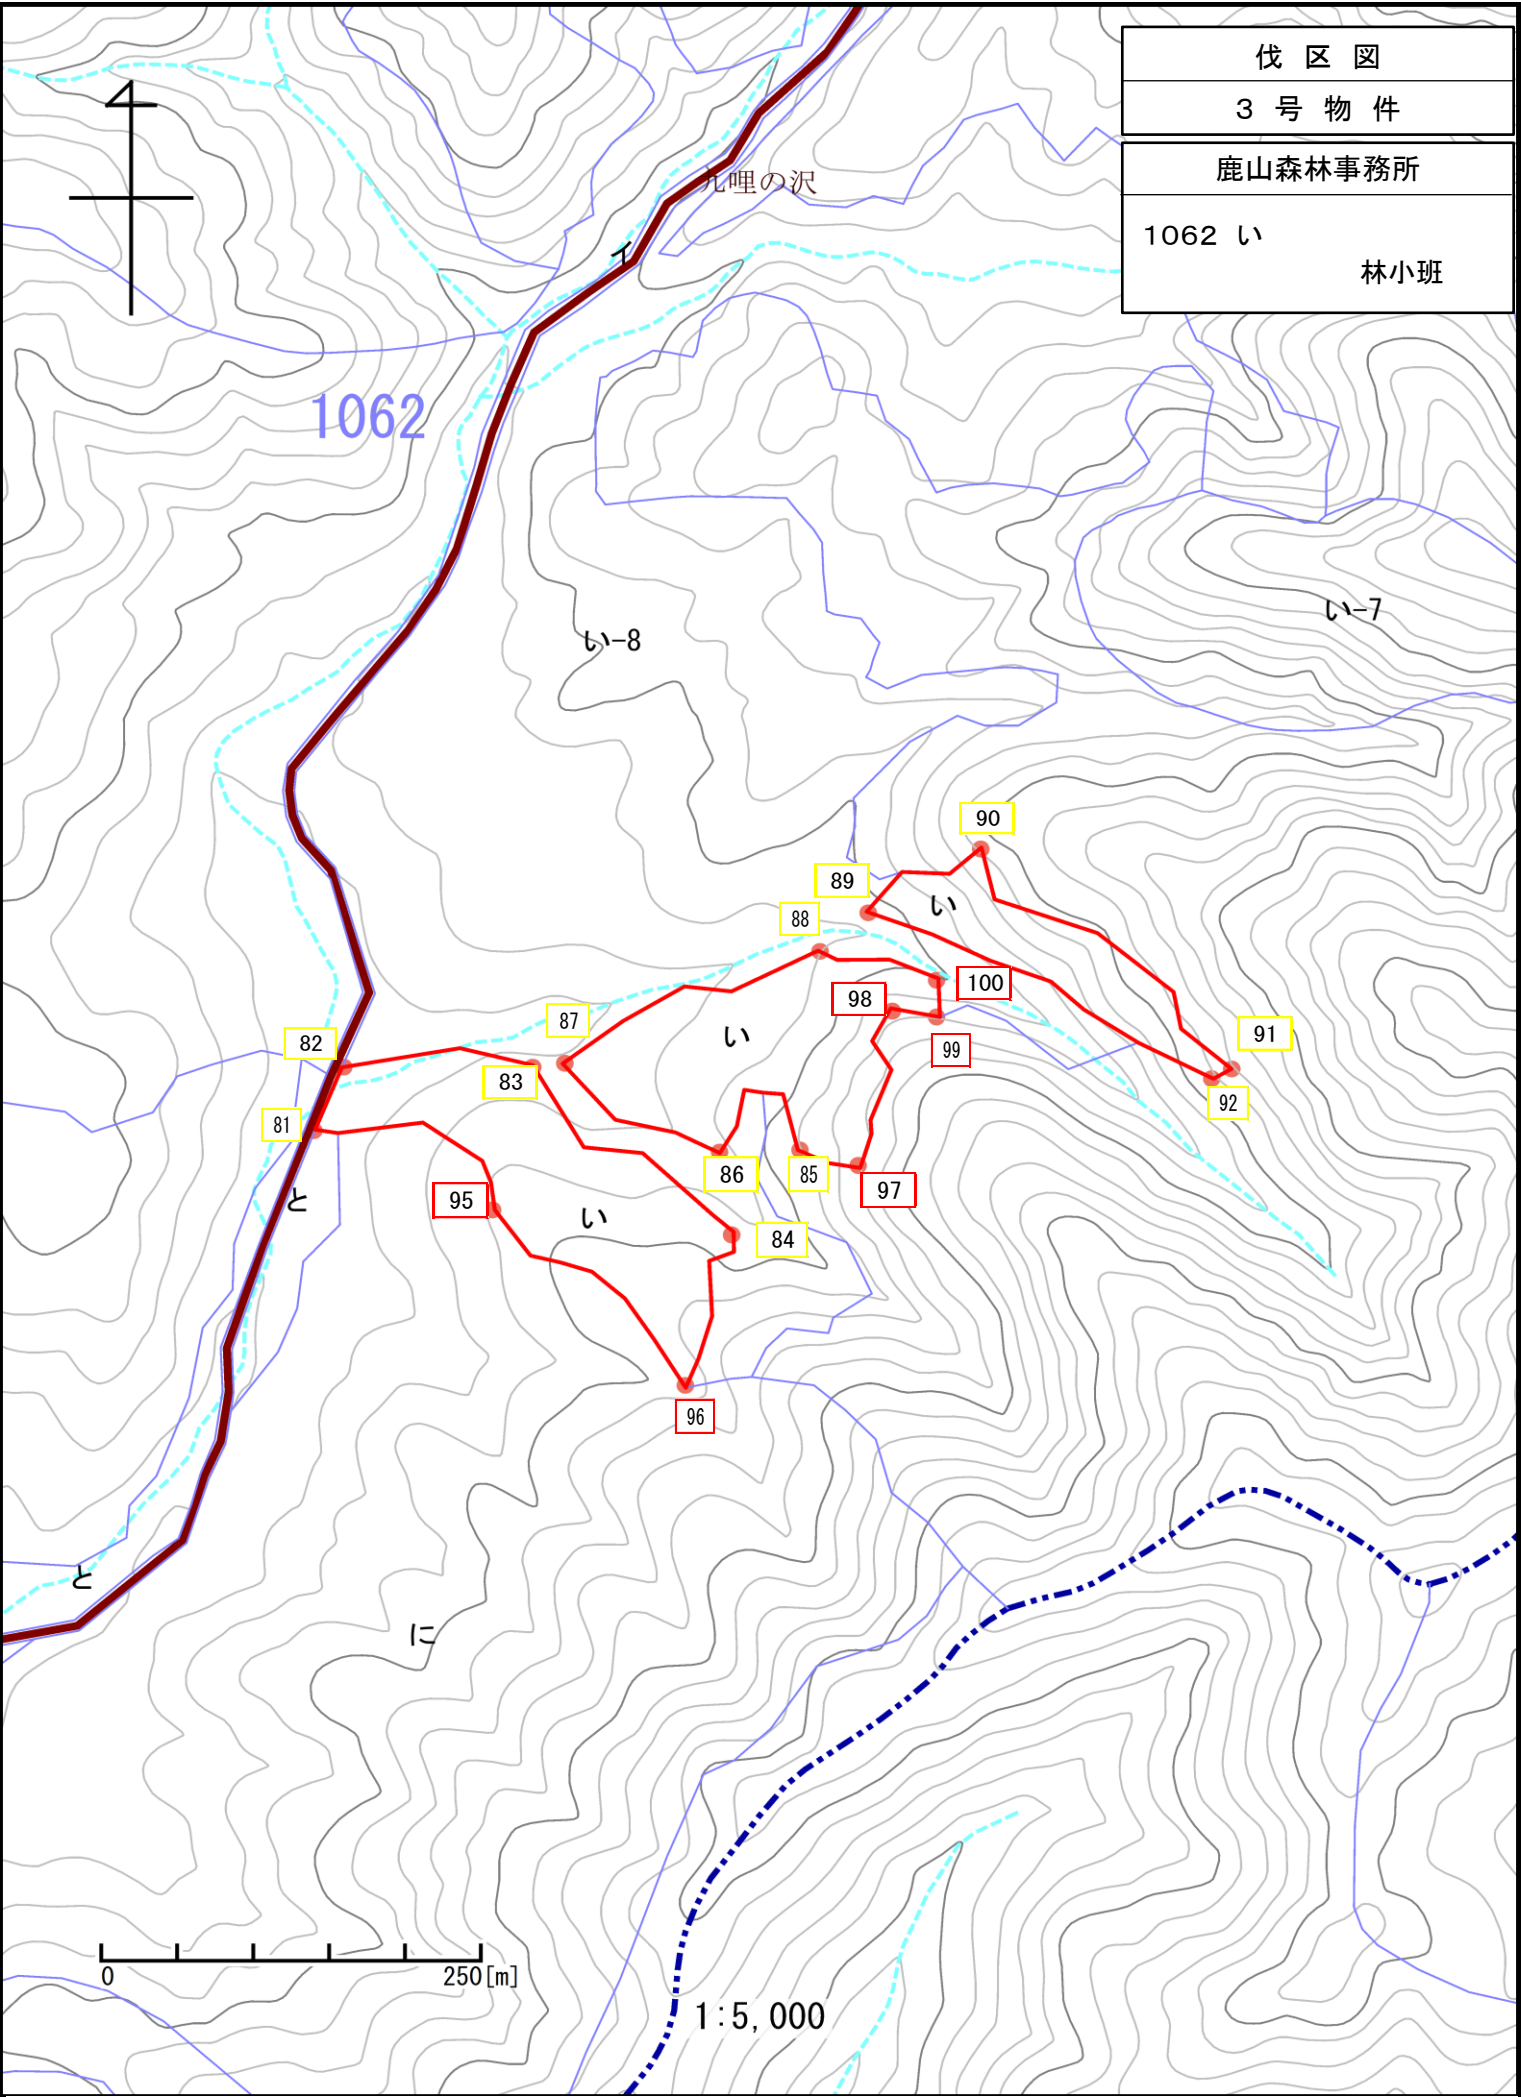 伐区図
3号物件
鹿山森林事務所
1062 い
林小班
九哩の沢
イ
1062
い-8
い-7
90
89
い
88
100
98
87
い
99
91
82
83
92
81
86
85
97
と
95
い
84
96
と
に
0
250[m]
1:5,000